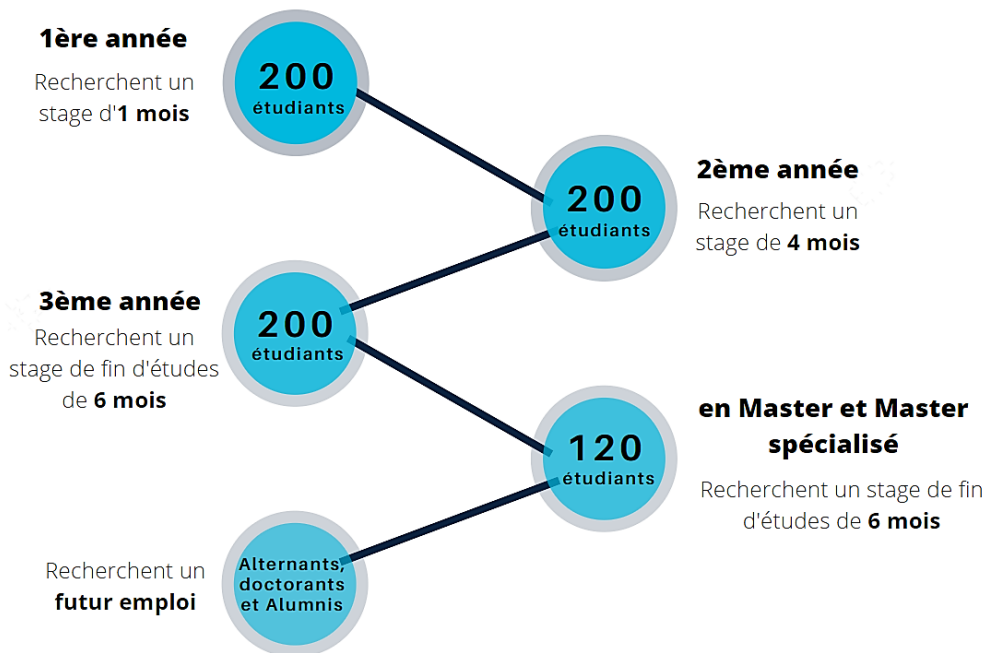 1ère année
Recherchent un
stage d'1 mois
200
étudiants
2ème année
Recherchent un
stage de 4 mois
200
étudiants
3ème année
Recherchent un
stage de fin d'études
de 6 mois
200
étudiants
en Master et Master
spécialisé
Recherchent un stage de fin
d'études de 6 mois
120
étudiants
Recherchent un
futur emploi
Alternants,
doctorants
et Alumnis